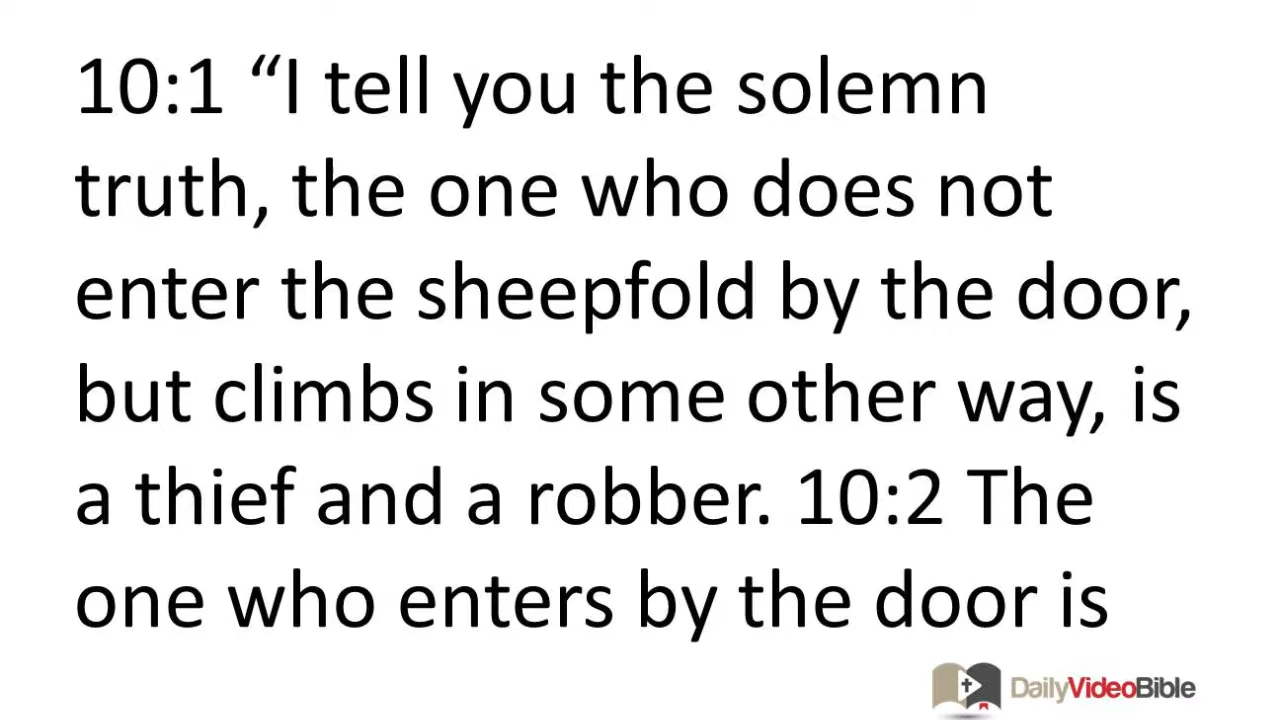 10:1 “I tell you the solemn
truth, the one who does not
enter the sheepfold by the door,
but climbs in some other way, is
a thief and a robber. 10:2 The
one who enters by the door is
DailyVideoBible